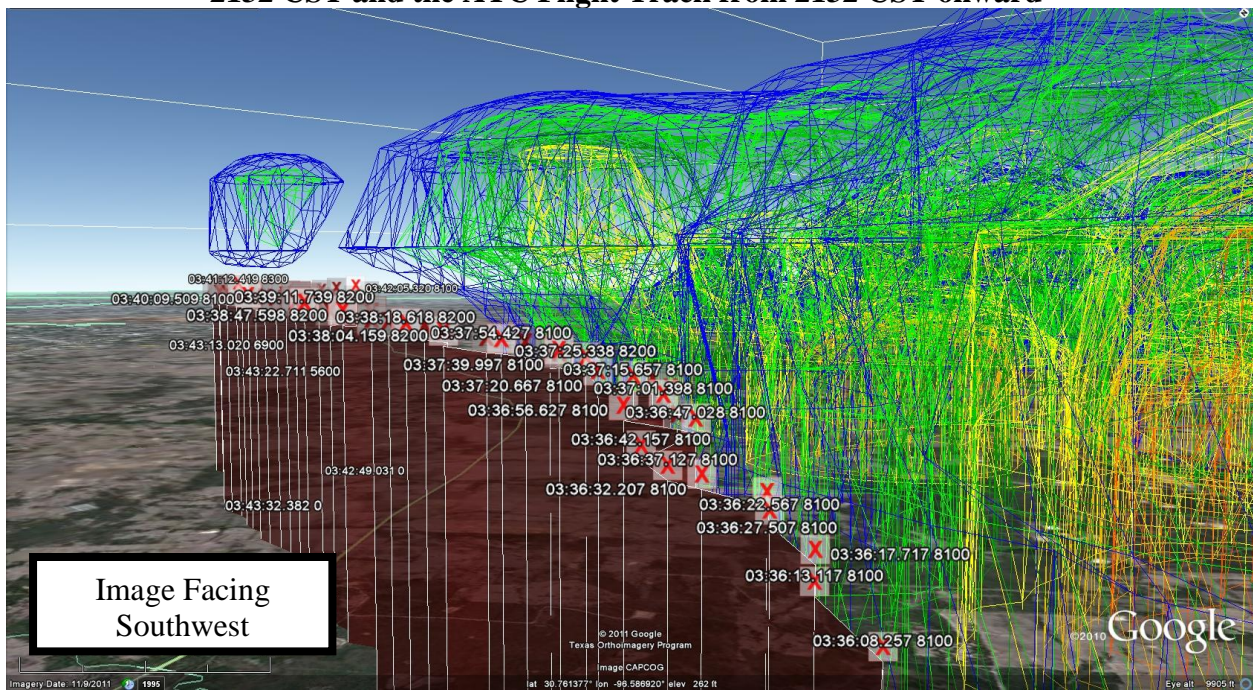 2152 CST and the ATC Flight Track from 2152 CST onward
03:41:12.419 8300
03:42:05.320 8100
03:40:09.509 8100
03:39:11.739 8200
03:38:47.598 8200
03:38:18.618 8200
03:38:04.159 8200
03:37:54.427 8100
03:43:13.020 6900
03:37:25.338 8200
03:37:39.997 8100
03:37:15.657 8100
03:43:22.711 5600
03:37:20.667 8100
03:37:01.398 8100
03:36:56.627 8100
03:36:47.028 8100
03:36:42.157 8100
03:36:37.127 8100
03:42:49.031 0
03:36:32.207 8100
03:43:32.382 0
03:36:22.567 8100
03:36:27.507 8100
03:36:17.717 8100
03:36:13.117 8100
03:36:08.257 8100
Image Facing
Southwest
© 2011 Google
Texas Orthoimagery Program
Image CAPCOG
©2010 Google
Imagery Date: 11/9/2011
1995
lat 30.761377° lon -96.586920° elev 262 ft
Eye alt 9905 ft